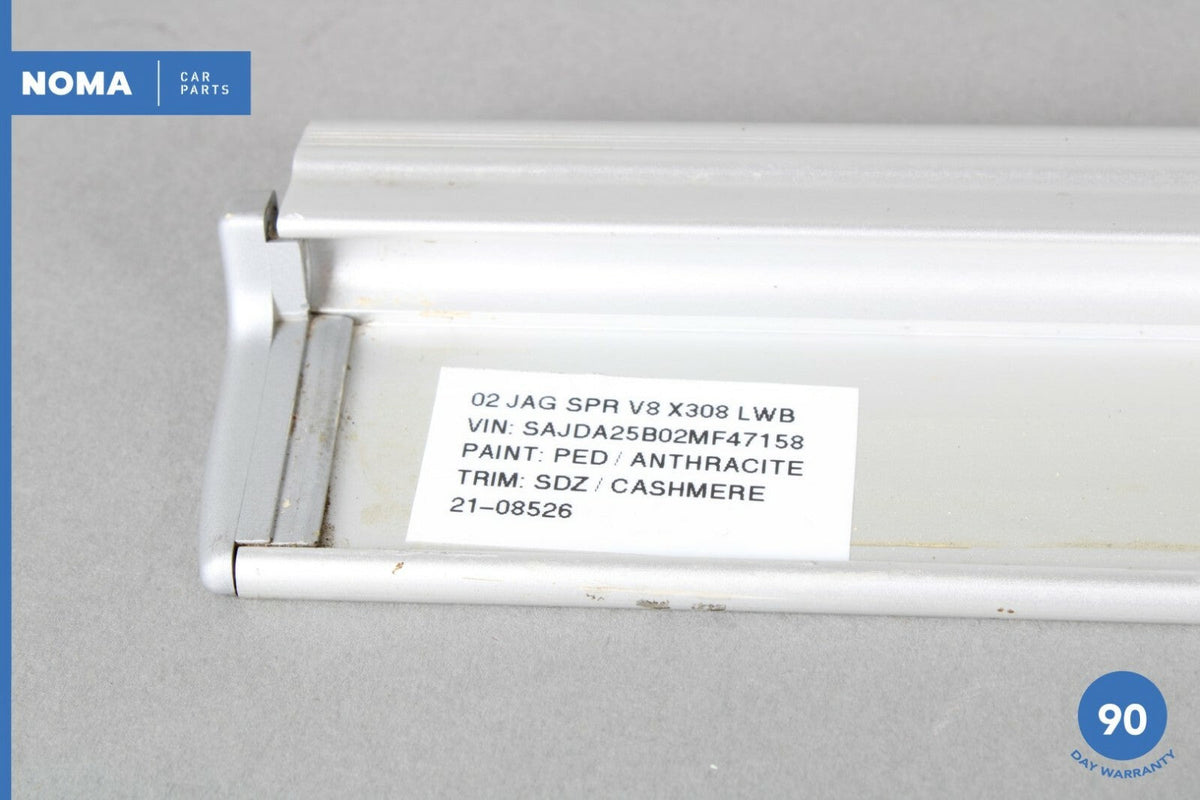 NOMA
CAR
PARTS
02 JAG SPR V8 X308 LWB
VIN: SAJDA25B02MF47158
PAINT: PED / ANTHRACITE
TRIM: SDZ / CASHMERE
21-08526
90
DAY WARRANTY